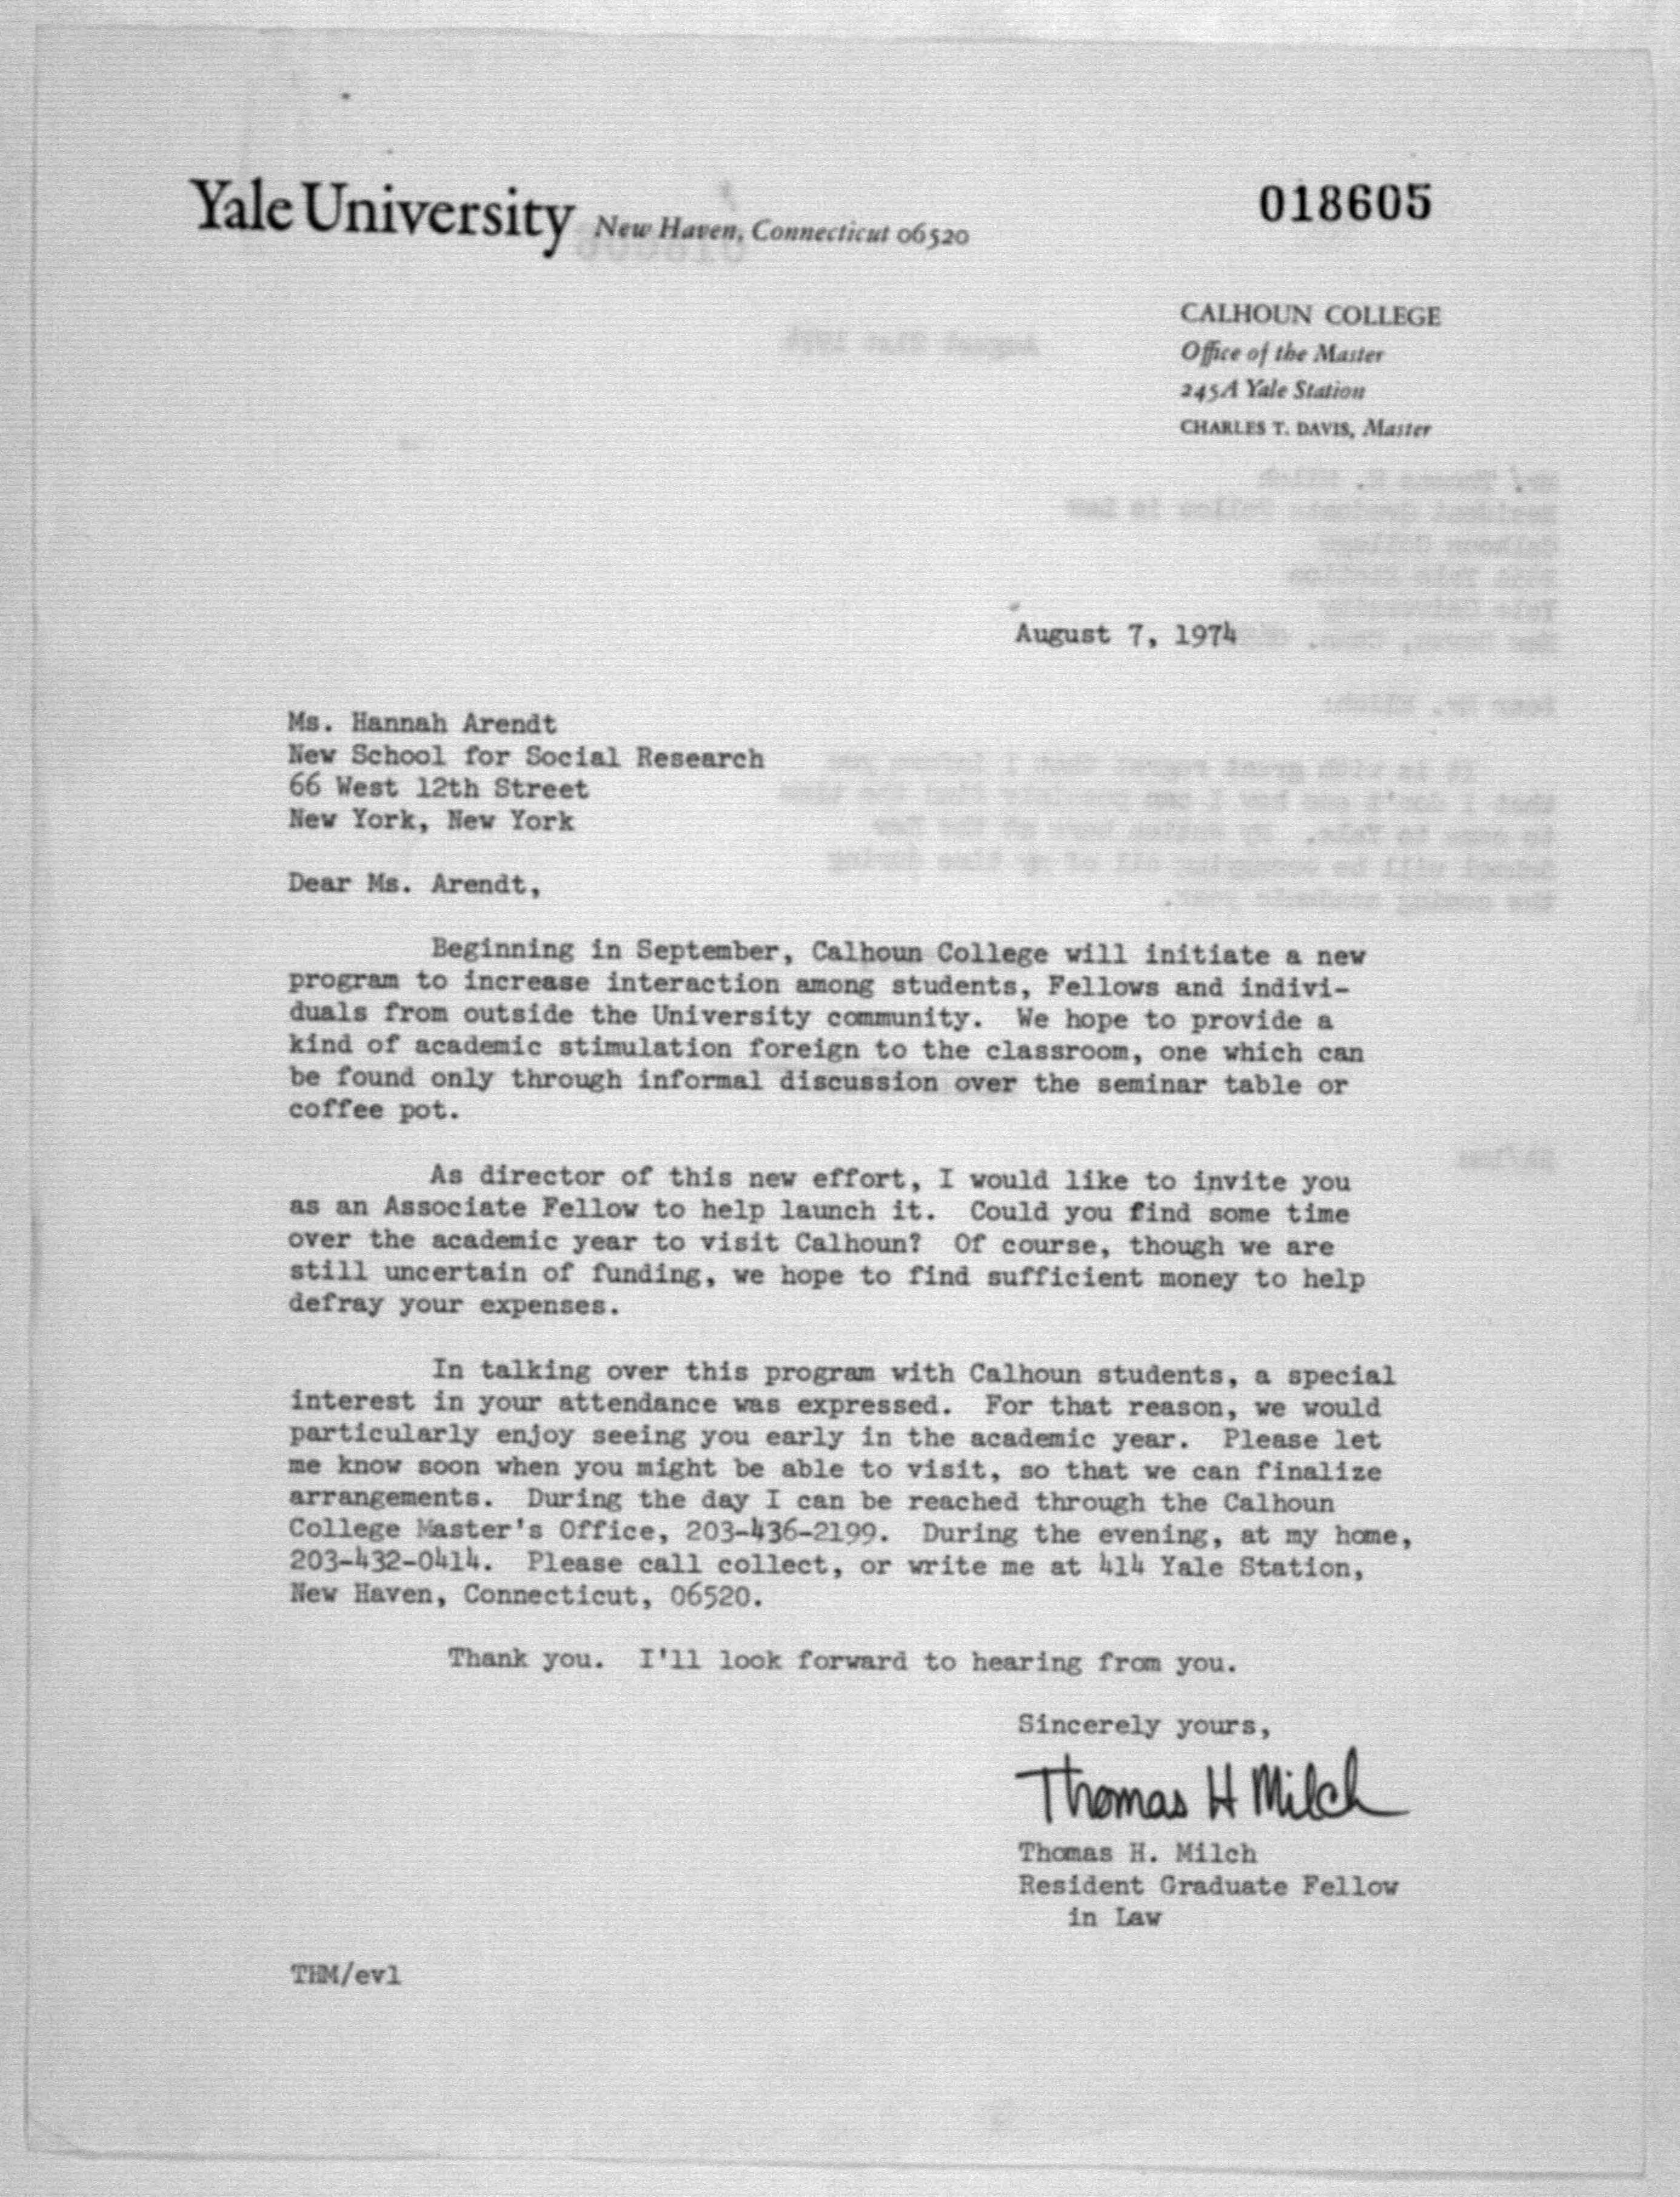 Yale University New Haven, Connecticut 06520
018605
CALHOUN COLLEGE
Office of the Master
245A Yale Station
CHARLES T. DAVIS, Master
August 7, 1974
Ms. Hannah Arendt
New School for Social Research
66 West 12th Street
New York, New York
Dear Ms. Arendt,
Beginning in September, Calhoun College will initiate a new
program to increase interaction among students, Fellows and indivi-
duals from outside the University community. We hope to provide a
kind of academic stimulation foreign to the classroom, one which can
be found only through informal discussion over the seminar table or
coffee pot.
As director of this new effort, I would like to invite you
as an Associate Fellow to help launch it. Could you find some time
over the academic year to visit Calhoun? Of course, though we are
still uncertain of funding, we hope to find sufficient money to help
defray your expenses.
In talking over this program with Calhoun students, a special
interest in your attendance was expressed. For that reason, we would
particularly enjoy seeing you early in the academic year. Please let
me know soon when you might be able to visit, so that we can finalize
arrangements. During the day I can be reached through the Calhoun
College Master's Office, 203-436-2199. During the evening, at my home,
203-432-0414. Please call collect, or write me at 414 Yale Station,
New Haven, Connecticut, 06520.
Thank you. I'll look forward to hearing from you.
Sincerely yours,
Thomas H Milch
Thomas H. Milch
Resident Graduate Fellow
in Law
THM/evl